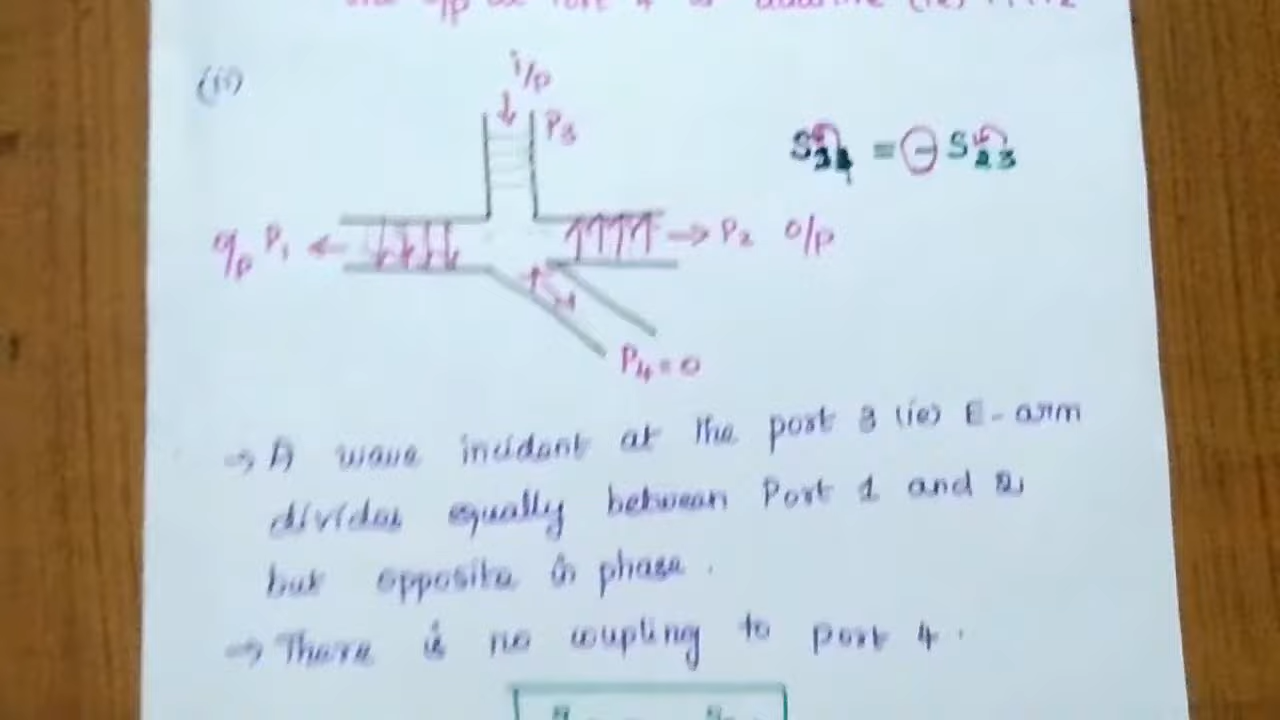 (ii)
i/p
P3
= - S23
o/p P1
P2 o/p
P4 = 0
→ A wave incident at the port 3 (ie) E-arm
divides equally between Port 1 and 2,
but opposite in phase.
→ There is no coupling to port 4.